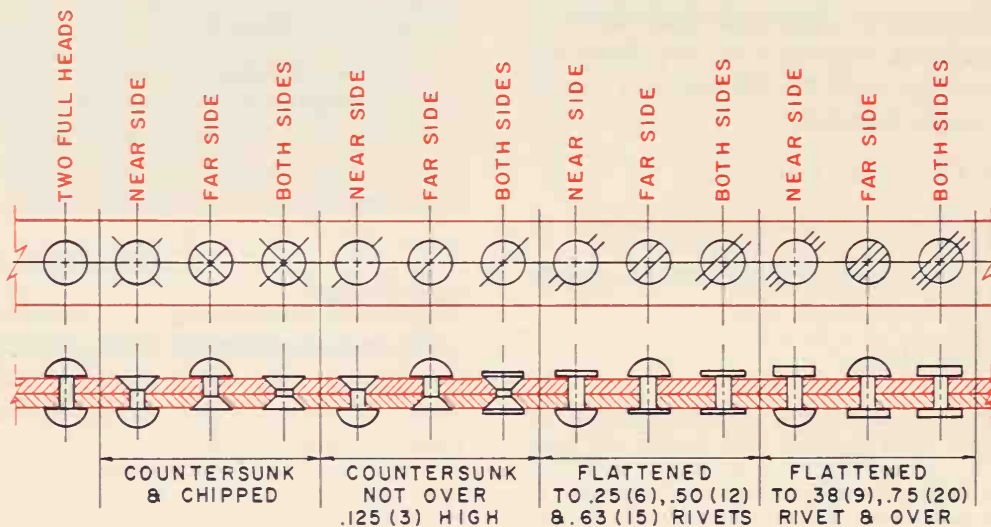 TWO FULL HEADS
NEAR SIDE
FAR SIDE
BOTH SIDES
NEAR SIDE
FAR SIDE
BOTH SIDES
NEAR SIDE
FAR SIDE
BOTH SIDES
NEAR SIDE
FAR SIDE
BOTH SIDES
COUNTERSUNK
& CHIPPED
COUNTERSUNK
NOT OVER
.125 (3) HIGH
FLATTENED
TO .25(6),.50(12)
&.63(15) RIVETS
FLATTENED
TO .38(9),.75(20)
RIVET & OVER